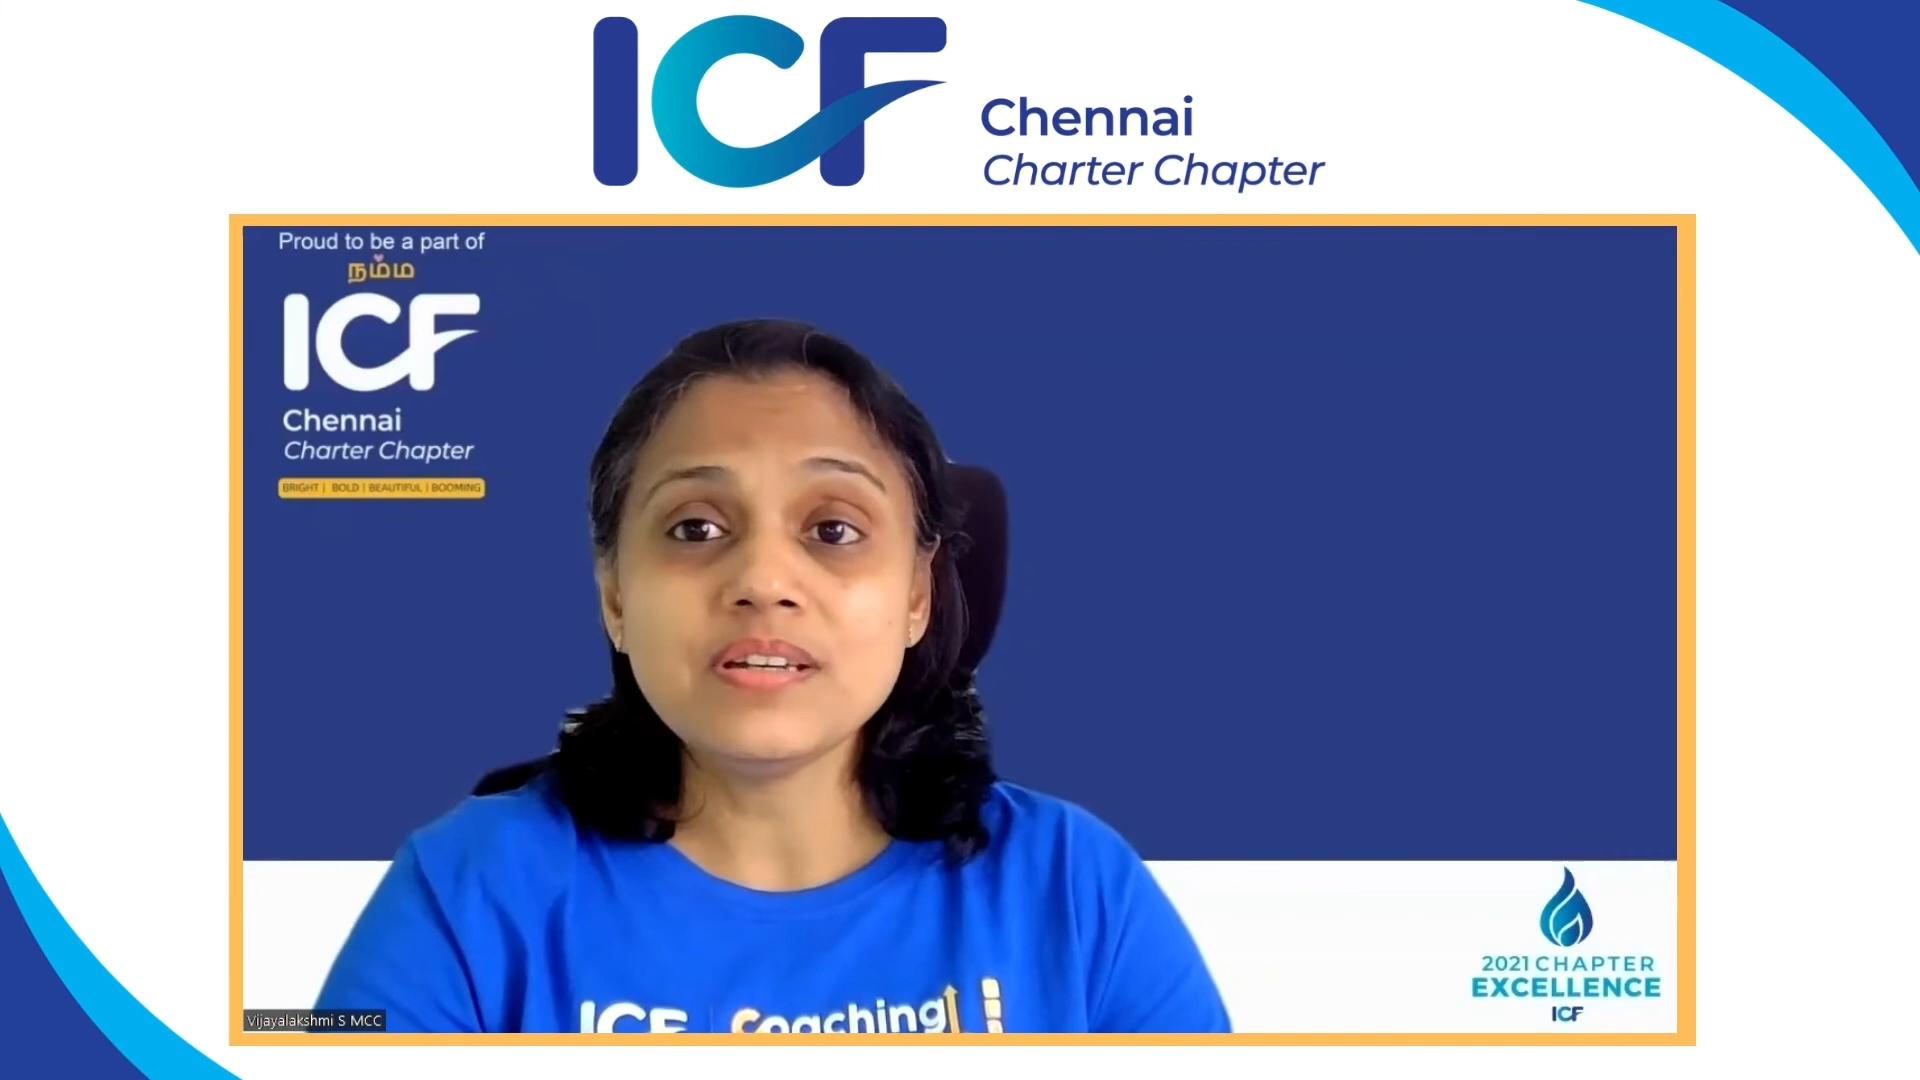 ICF
Chennai
Charter Chapter
Proud to be a part of
நம்ம
ICF
Chennai
Charter Chapter
BRIGHT | BOLD | BEAUTIFUL | BOOMING
2021 CHAPTER
EXCELLENCE
ICF
Vijayalakshmi S MCC
ICF | Coaching